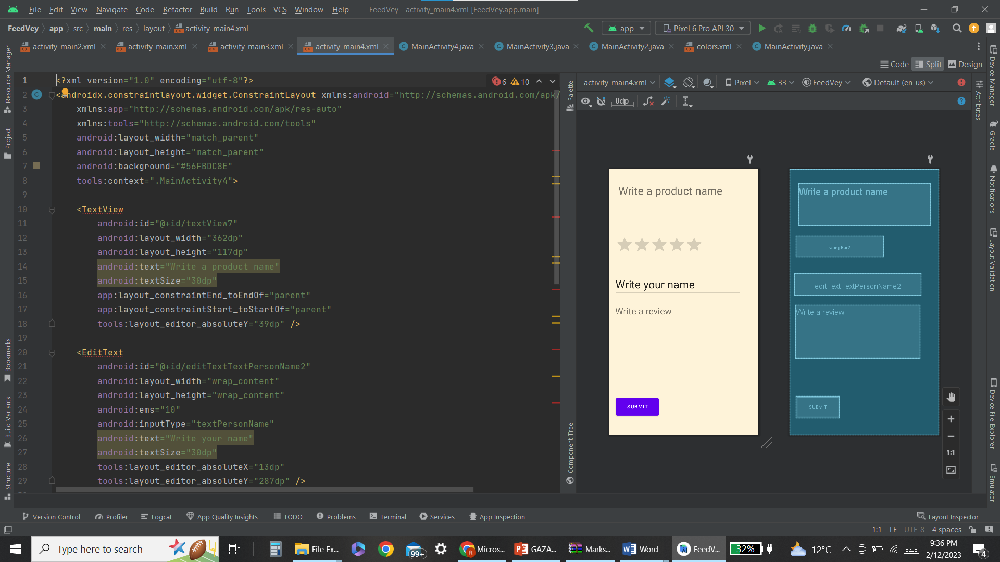 File Edit View Navigate Code Refactor Build Run Tools VCS Window Help FeedVey - activity_main4.xml [FeedVey.app.main]
FeedVey app src main res layout activity_main4.xml app Pixel 6 Pro API 30
activity_main2.xml activity_main.xml activity_main3.xml activity_main4.xml MainActivity4.java MainActivity3.java MainActivity2.java colors.xml MainActivity.java
Code Split Design
Resource Manager
Project
Bookmarks
Build Variants
Structure
1 <?xml version="1.0" encoding="utf-8"?>
6 10
2 <androidx.constraintlayout.widget.ConstraintLayout xmlns:android="http://schemas.android.com/apk/
3 xmlns:app="http://schemas.android.com/apk/res-auto"
4 xmlns:tools="http://schemas.android.com/tools"
5 android:layout_width="match_parent"
6 android:layout_height="match_parent"
7 android:background="#56FBDC8E"
8 tools:context=".MainActivity4">
9
10 <TextView
11 android:id="@+id/textView7"
12 android:layout_width="362dp"
13 android:layout_height="117dp"
14 android:text="Write a product name"
15 android:textSize="30dp"
16 app:layout_constraintEnd_toEndOf="parent"
17 app:layout_constraintStart_toStartOf="parent"
18 tools:layout_editor_absoluteY="39dp" />
19
20 <EditText
21 android:id="@+id/editTextTextPersonName2"
22 android:layout_width="wrap_content"
23 android:layout_height="wrap_content"
24 android:ems="10"
25 android:inputType="textPersonName"
26 android:text="Write your name"
27 android:textSize="30dp"
28 tools:layout_editor_absoluteX="13dp"
29 tools:layout_editor_absoluteY="287dp" />
Palette
Component Tree
activity_main4.xml Pixel 33 FeedVey Default (en-us)
0dp
Write a product name
Write your name
Write a review
SUBMIT
Write a product name
ratingBar2
editTextTextPersonName2
Write a review
SUBMIT
1:1
Attributes
Device Manager
Gradle
Notifications
Layout Validation
Device File Explorer
Emulator
Version Control Profiler Logcat App Quality Insights TODO Problems Terminal Services App Inspection Layout Inspector
1:1 LF UTF-8 4 spaces
Type here to search File Ex... 99+ Micros... GAZA... Marks... Word FeedV... 32% 12°C 9:36 PM
2/12/2023 4